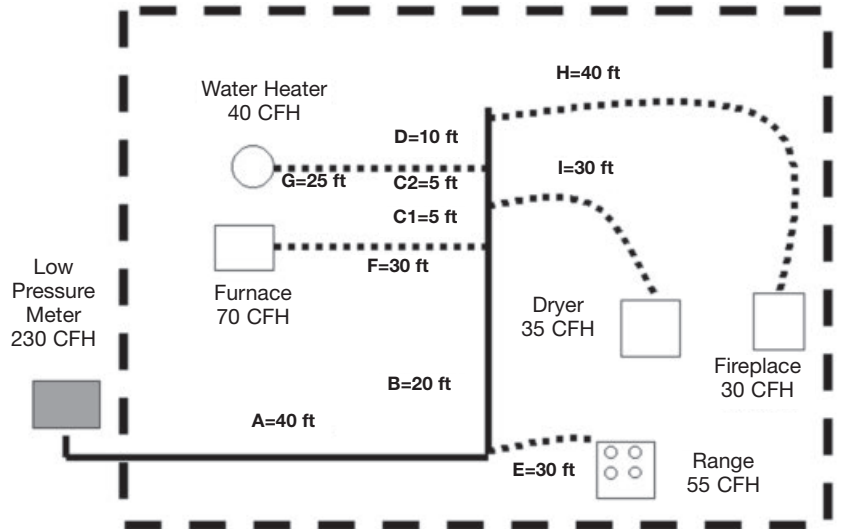 H=40 ft
Water Heater
40 CFH
D=10 ft
I=30 ft
G=25 ft
C2=5 ft
C1=5 ft
F=30 ft
Low
Pressure
Meter
230 CFH
Furnace
70 CFH
Dryer
35 CFH
Fireplace
30 CFH
B=20 ft
A=40 ft
E=30 ft
Range
55 CFH